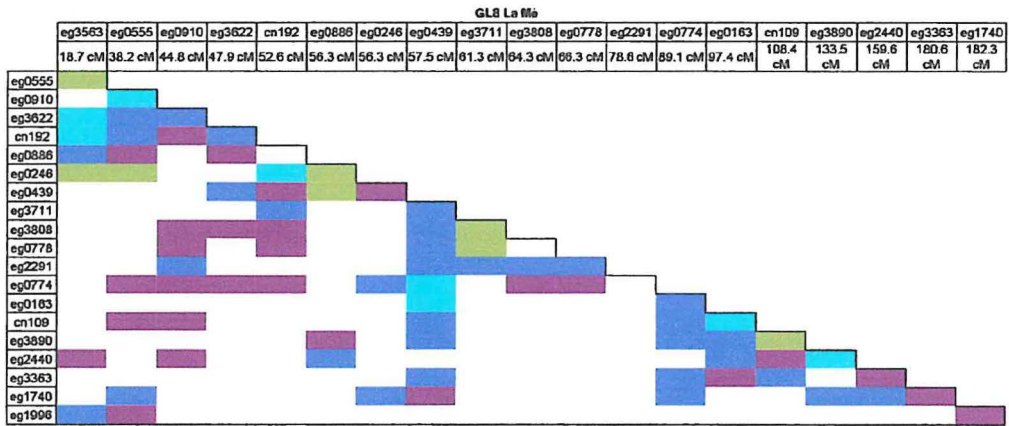 GL8 La Mé
eg3563 eg0555 eg0910 eg3622 cn192 eg0886 eg0246 eg0439 eg3711 eg3808 eg0778 eg2291 eg0774 eg0163 cn109 eg3890 eg2440 eg3363 eg1740
18.7 cM 38.2 cM 44.8 cM 47.9 cM 52.6 cM 56.3 cM 56.3 cM 57.5 cM 61.3 cM 64.3 cM 66.3 cM 78.6 cM 89.1 cM 97.4 cM 108.4 cM 133.5 cM 159.6 cM 180.6 cM 182.3 cM
eg0555
eg0910
eg3622
cn192
eg0886
eg0246
eg0439
eg3711
eg3808
eg0778
eg2291
eg0774
eg0163
cn109
eg3890
eg2440
eg3363
eg1740
eg1996